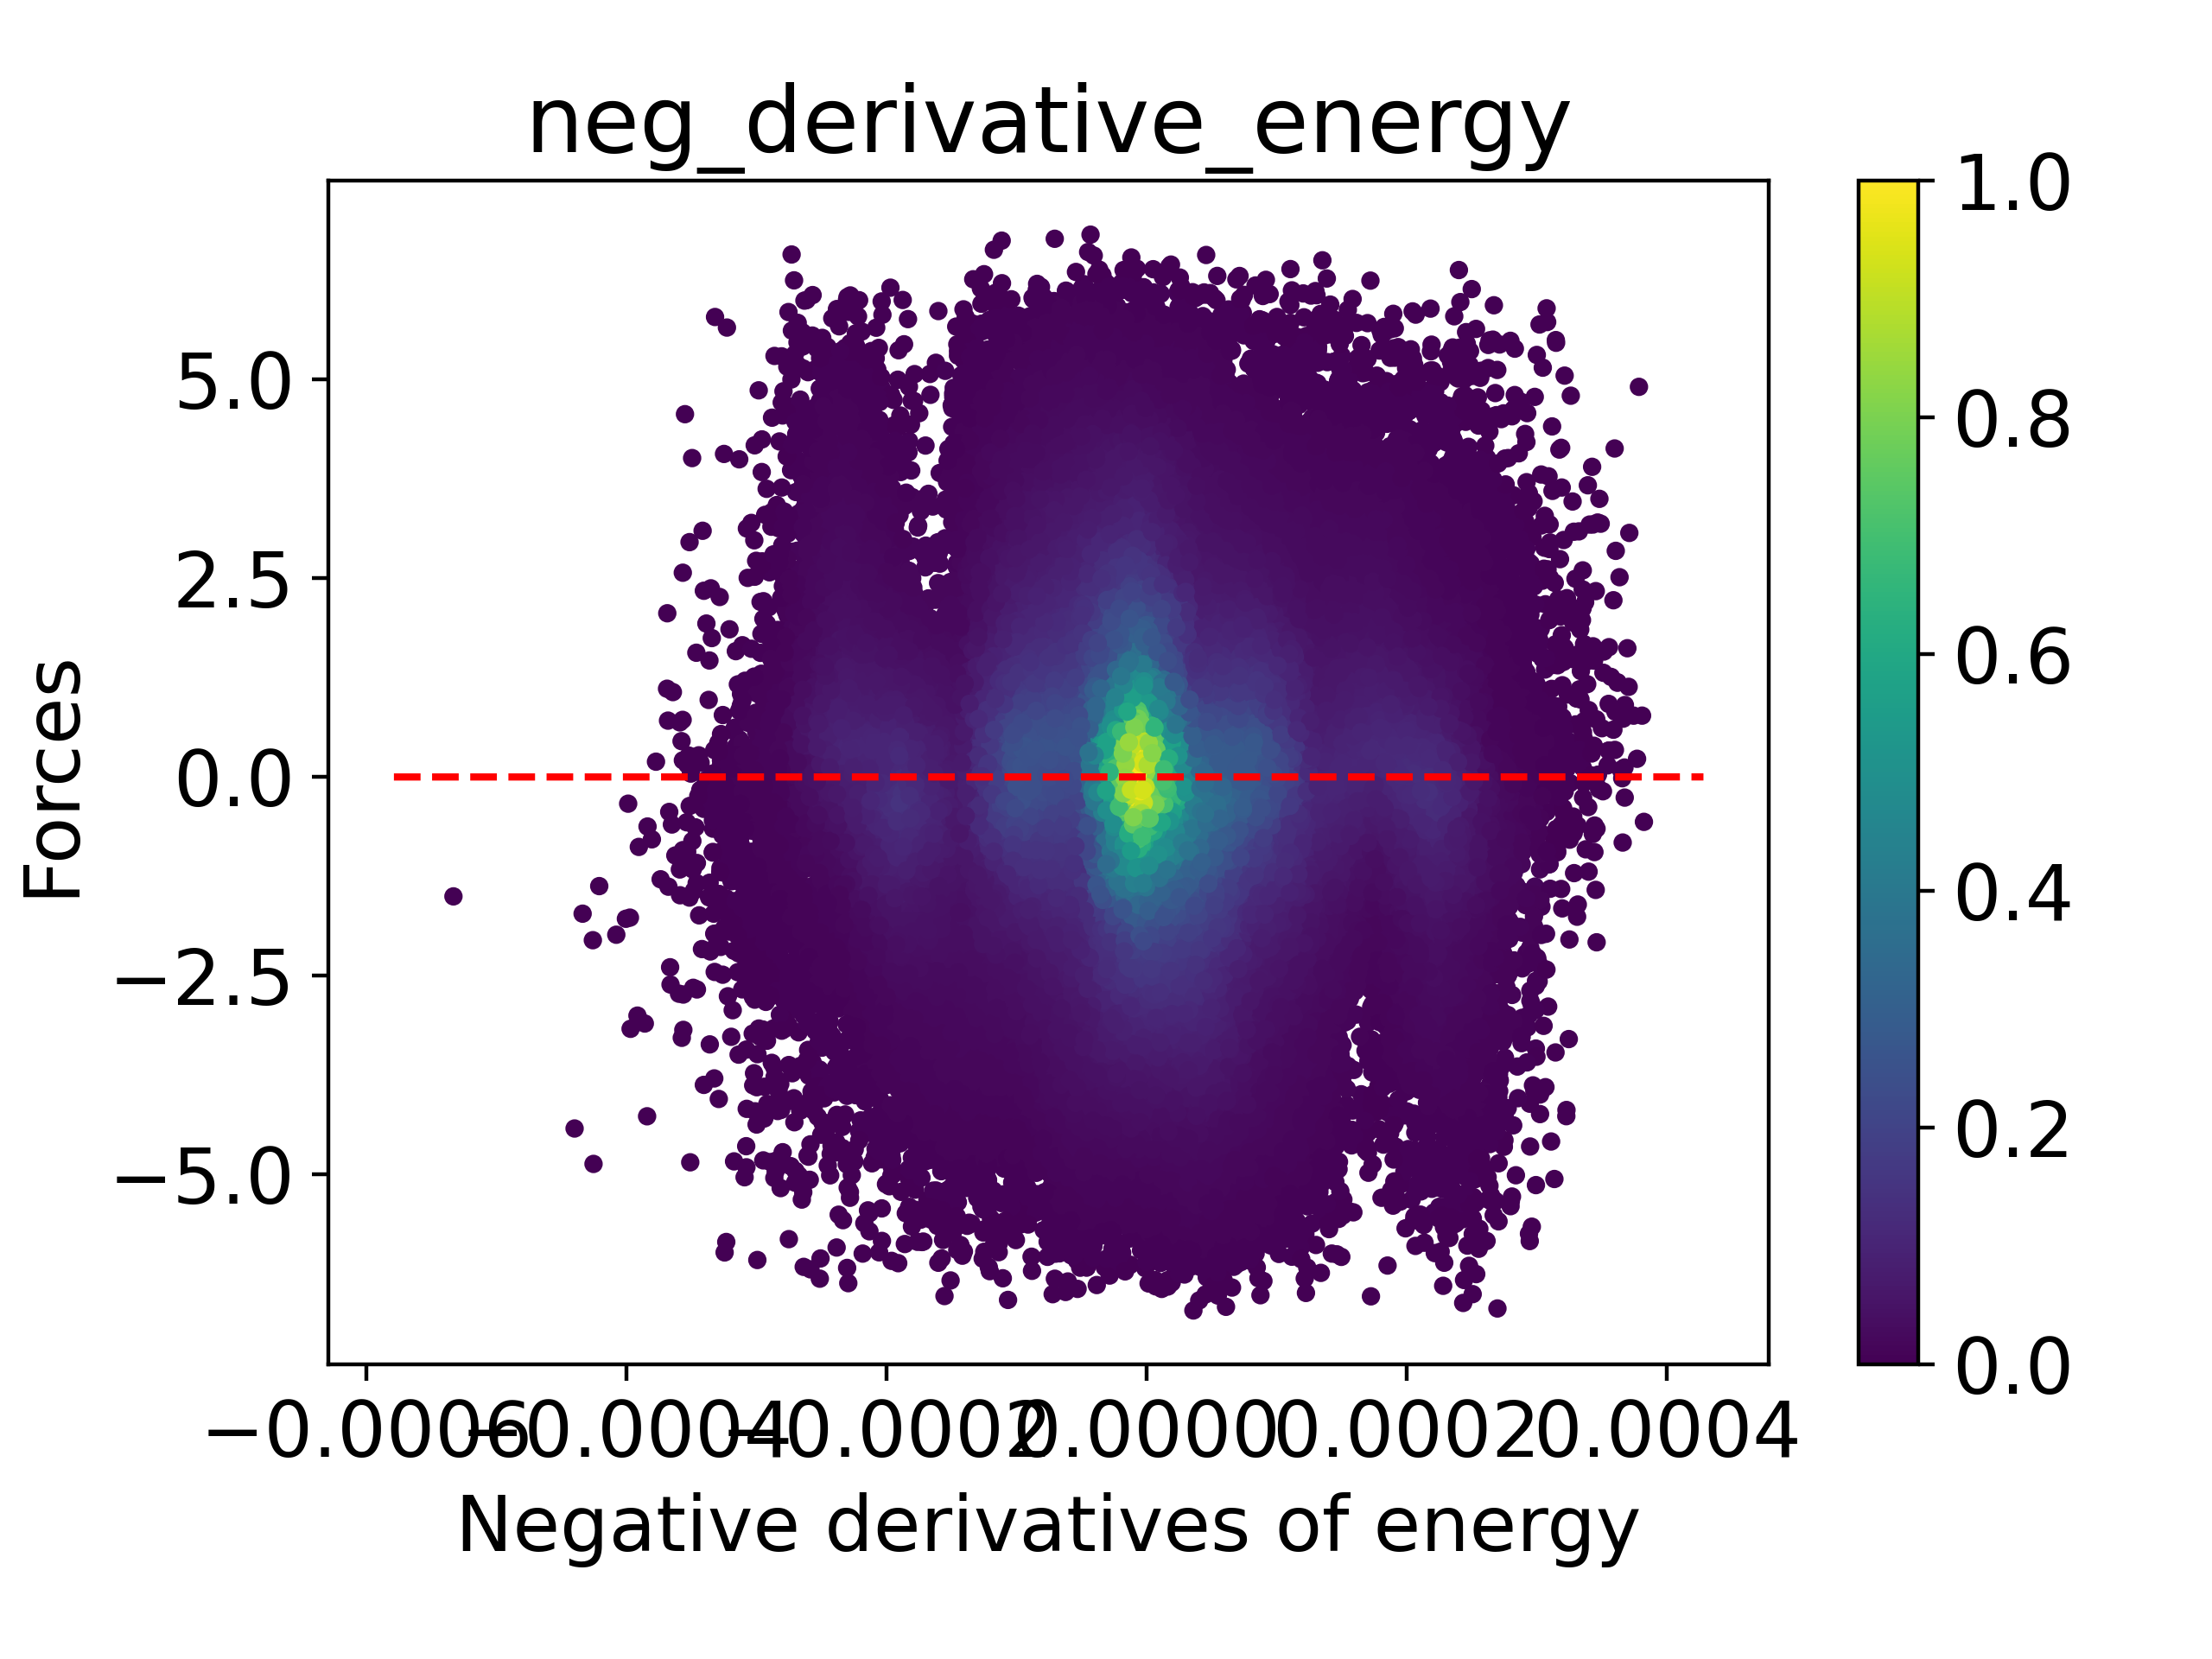 neg_derivative_energy
1.0
0.8
0.6
0.4
0.2
0.0
Forces
5.0
2.5
0.0
−2.5
−5.0
−0.0006 −0.0004 −0.0002 0.0000 0.0002 0.0004
Negative derivatives of energy